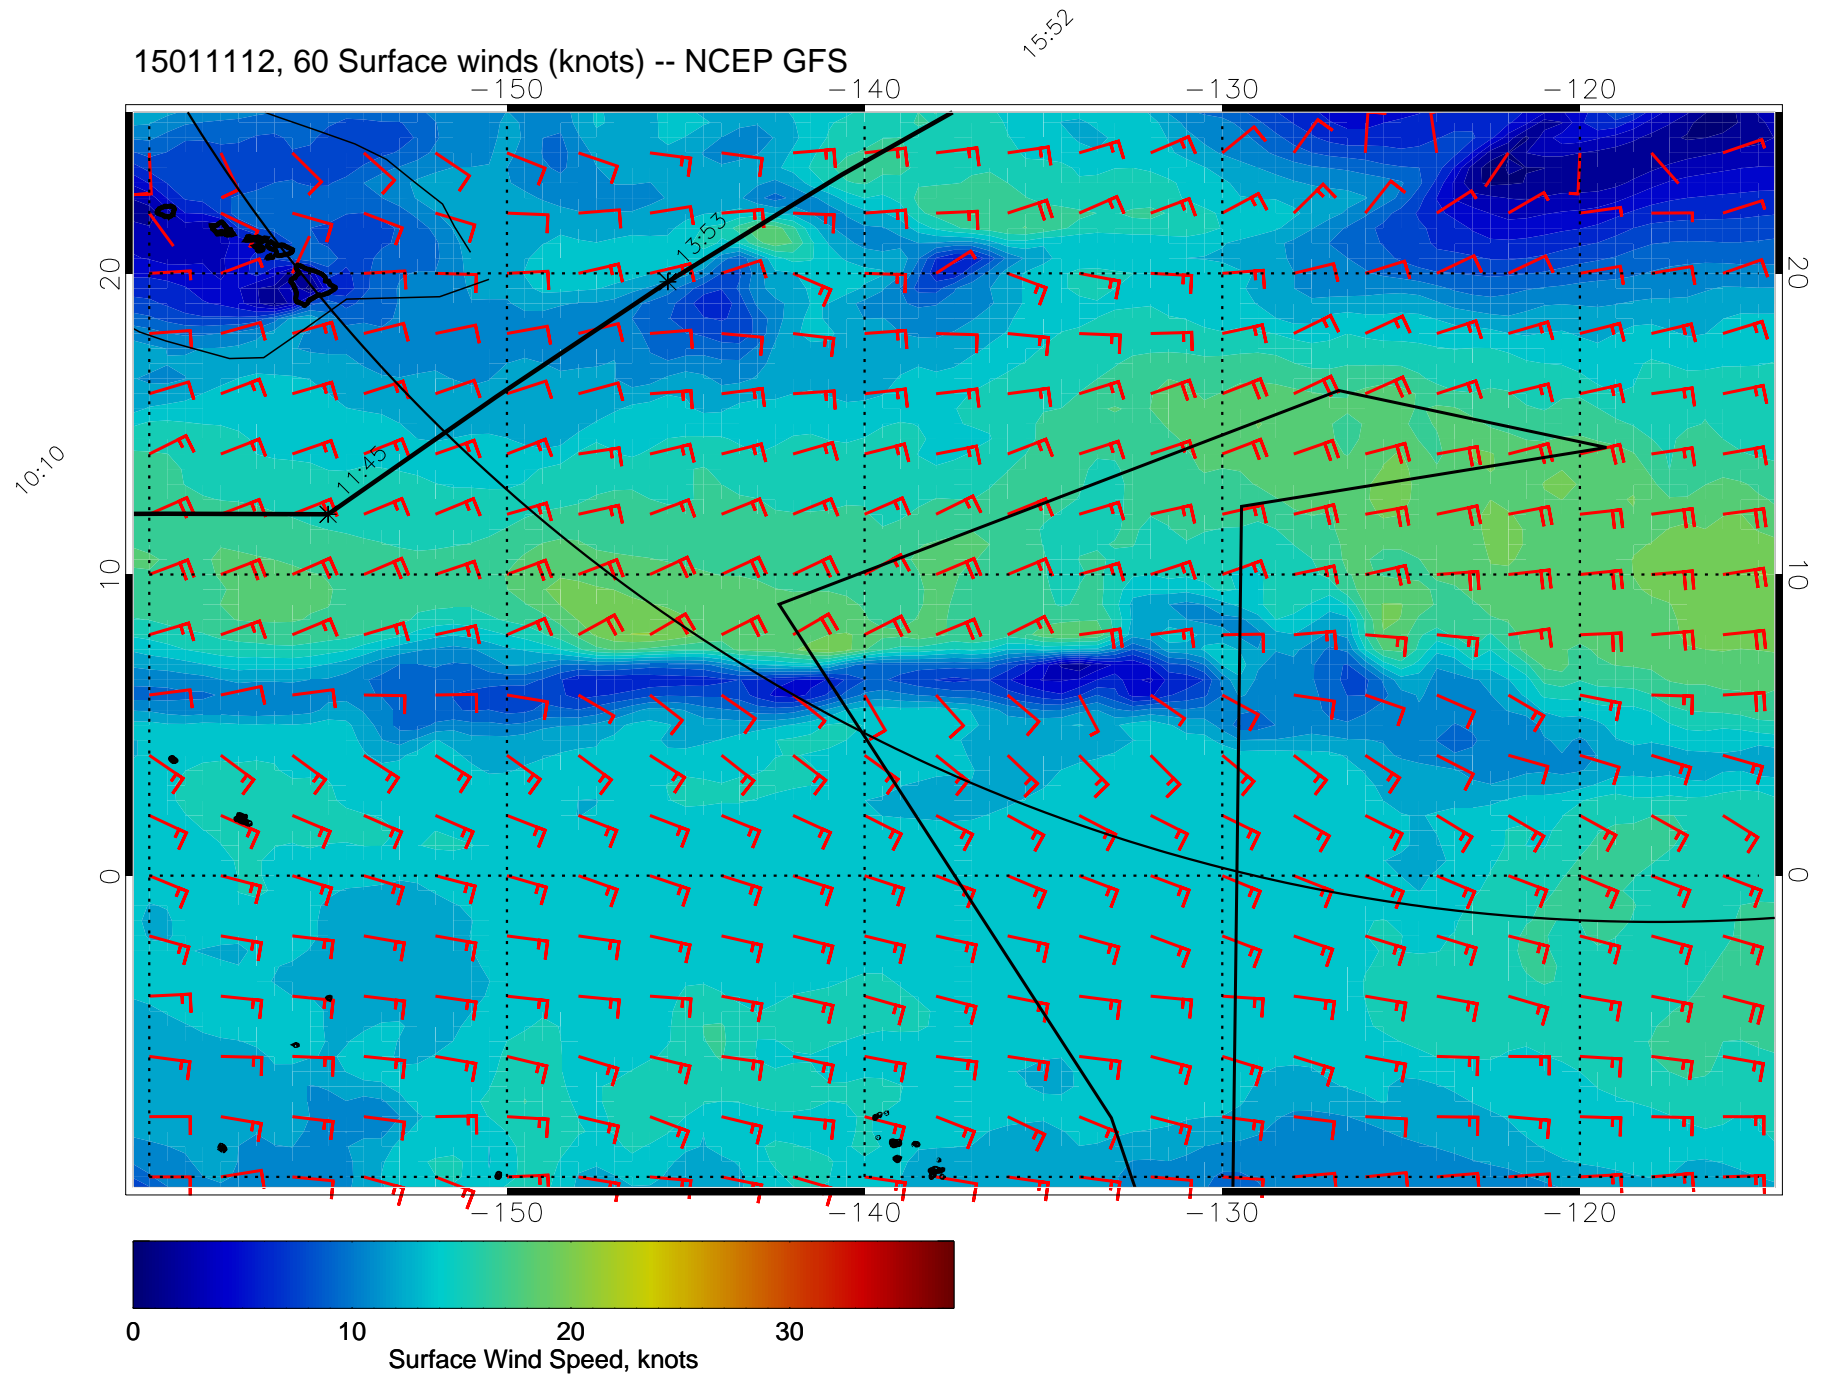 15:52
15011112, 60 Surface winds (knots) -- NCEP GFS
-150 -140 -130 -120
13:53
20 20
11:45
10:10
10 10
0 0
-150 -140 -130 -120
0 10 20 30
Surface Wind Speed, knots